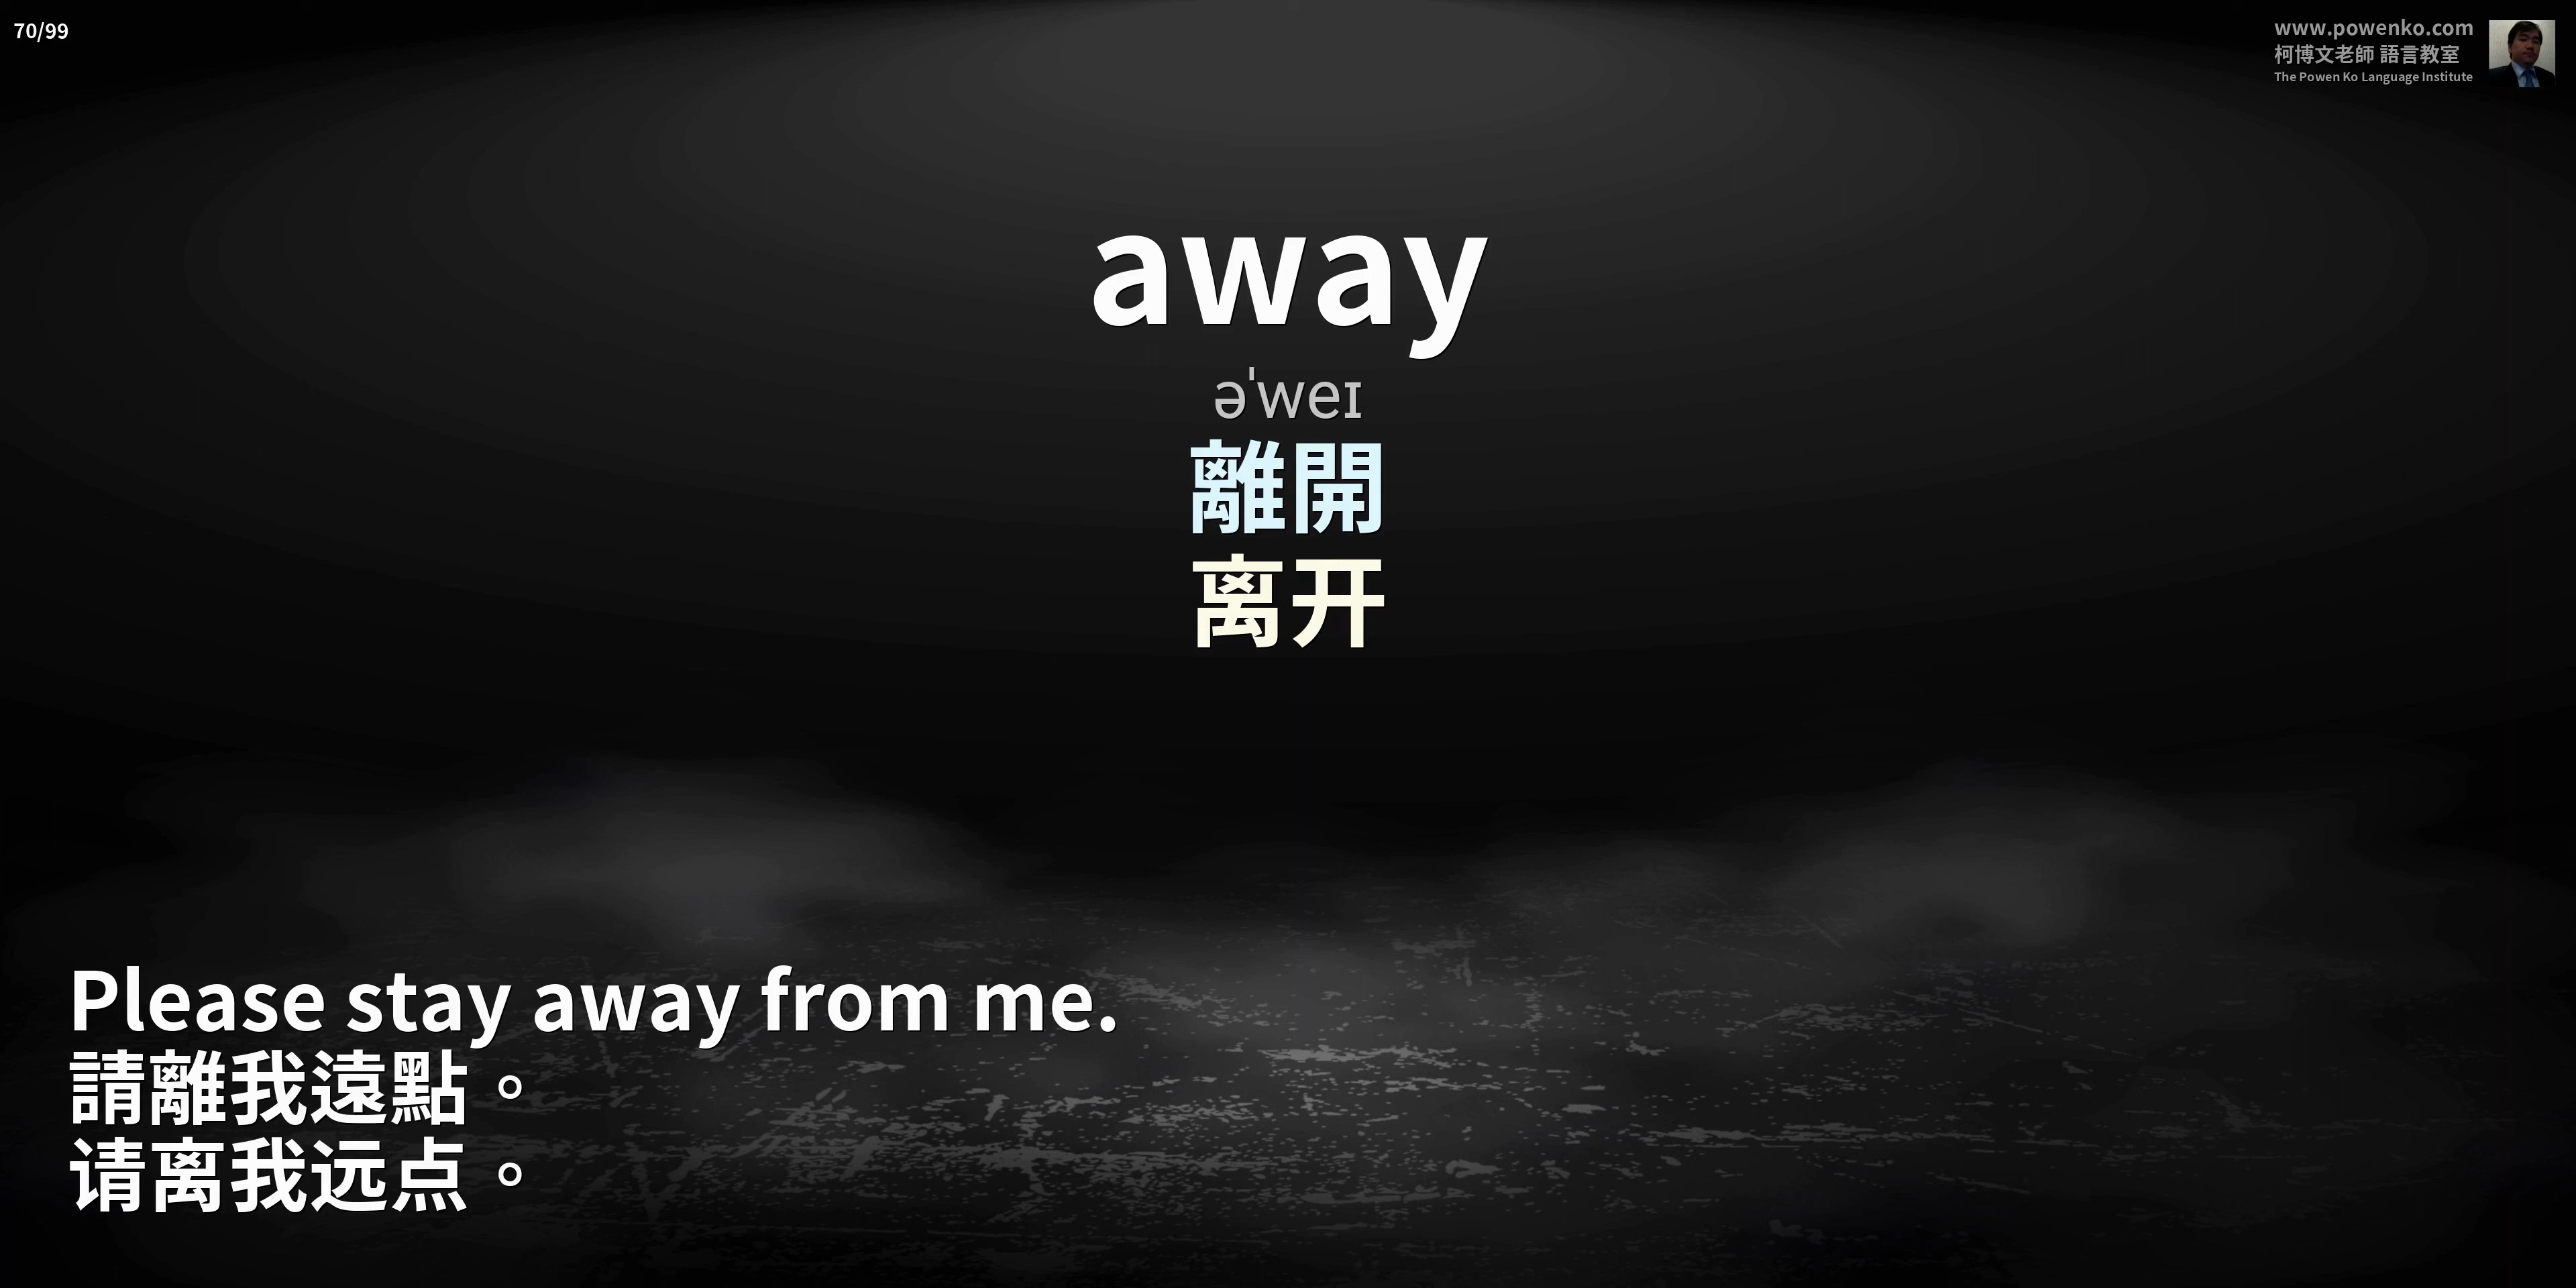 70/99
www.powenko.com
柯博文老師 語言教室
The Powen Ko Language Institute
away
əˈweɪ
離開
离开
Please stay away from me.
請離我遠點。
请离我远点。